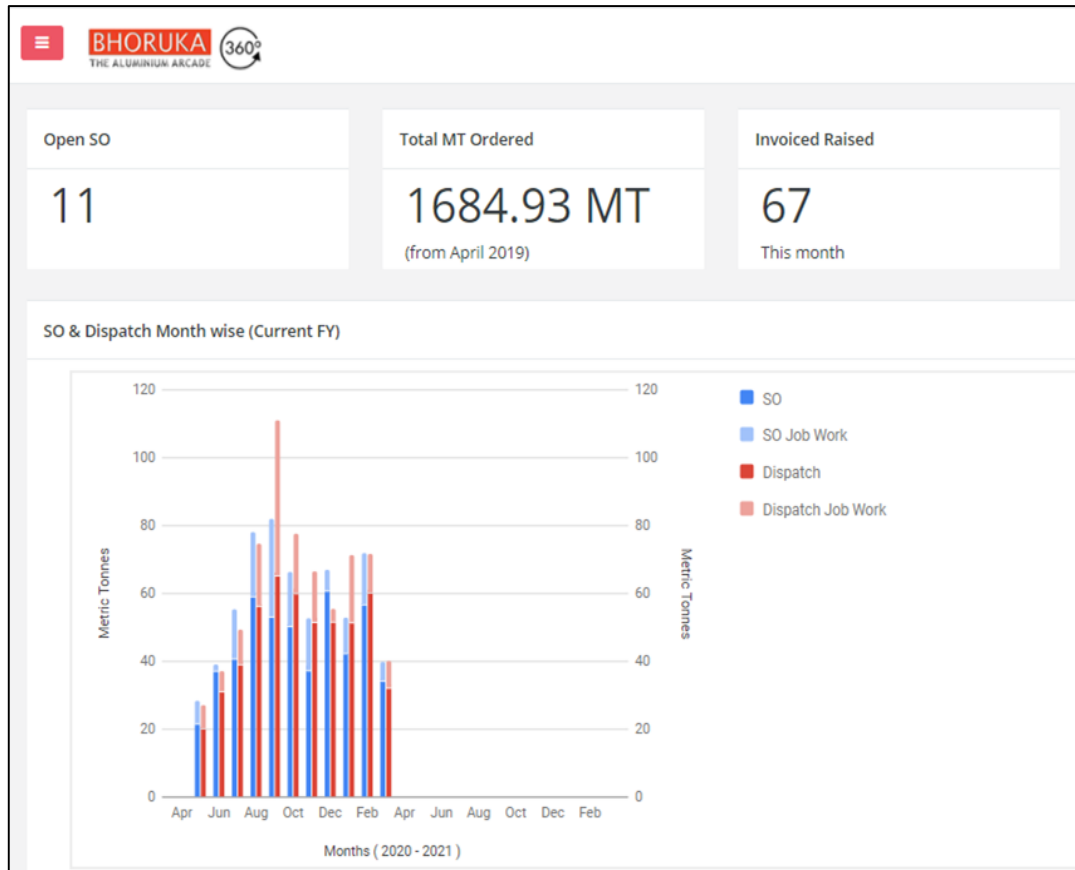 BHORUKA
THE ALUMINIUM ARCADE
360°
Open SO
11
Total MT Ordered
1684.93 MT
(from April 2019)
Invoiced Raised
67
This month
SO & Dispatch Month wise (Current FY)
Metric Tonnes
120
100
80
60
40
20
0
Apr Jun Aug Oct Dec Feb Apr Jun Aug Oct Dec Feb
Months ( 2020 - 2021 )
120
100
80
60
40
20
0
Metric Tonnes
SO
SO Job Work
Dispatch
Dispatch Job Work